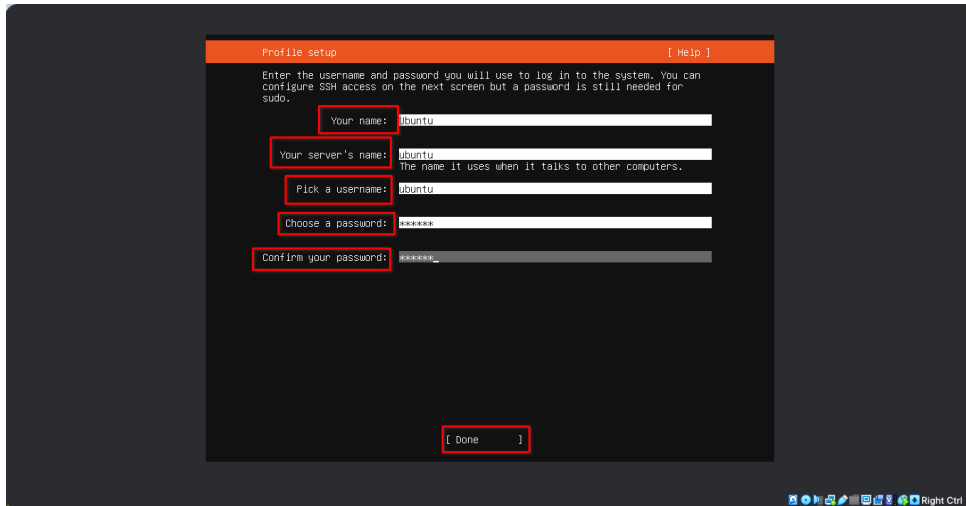 Profile setup [ Help ]
Enter the username and password you will use to log in to the system. You can
configure SSH access on the next screen but a password is still needed for
sudo.
Your name: Ubuntu
Your server's name: ubuntu
The name it uses when it talks to other computers.
Pick a username: ubuntu
Choose a password: ******
Confirm your password: ******_
[ Done ]
Right Ctrl